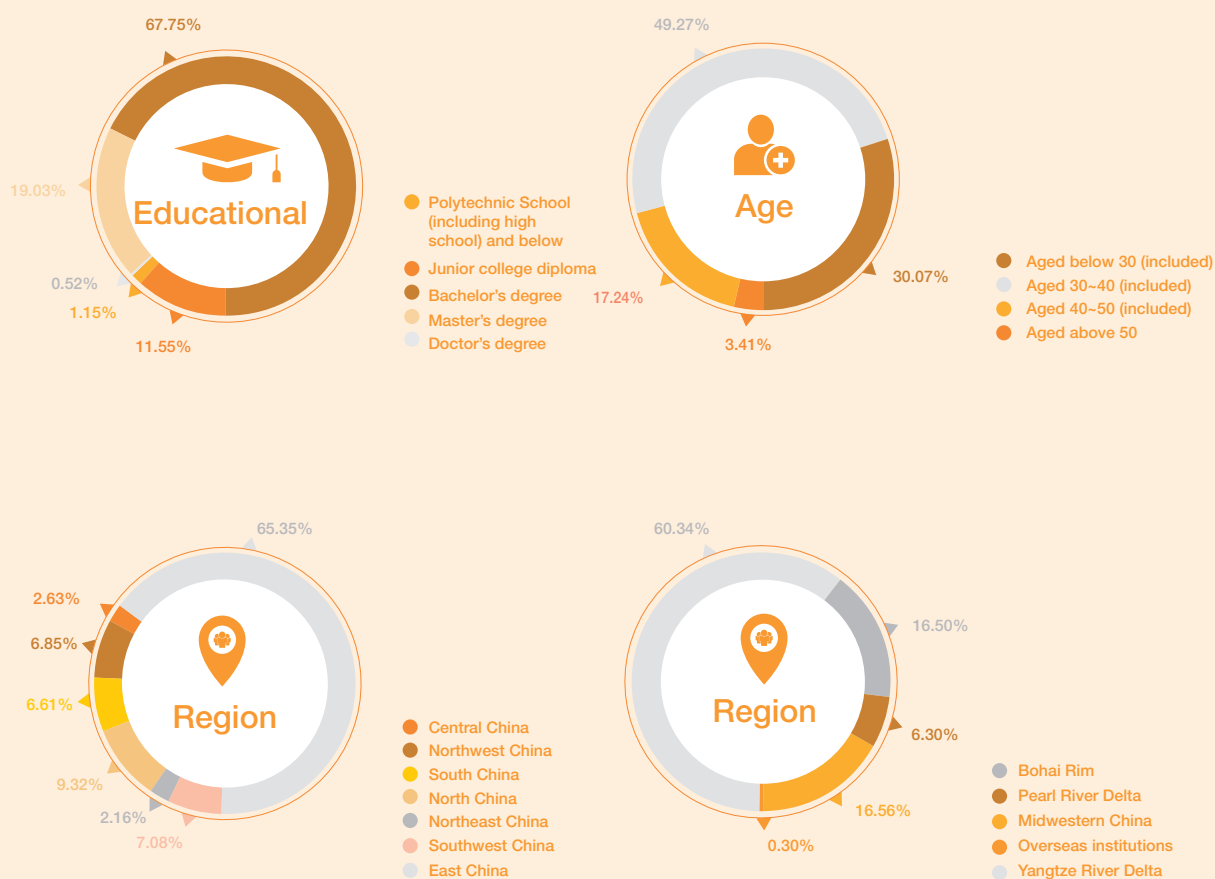 67.75%
19.03%
Educational
0.52%
1.15%
11.55%
Polytechnic School
(including high
school) and below
Junior college diploma
Bachelor's degree
Master's degree
Doctor's degree
49.27%
Age
30.07%
17.24%
3.41%
Aged below 30 (included)
Aged 30~40 (included)
Aged 40~50 (included)
Aged above 50
65.35%
2.63%
6.85%
6.61%
Region
9.32%
2.16%
7.08%
Central China
Northwest China
South China
North China
Northeast China
Southwest China
East China
60.34%
16.50%
Region
6.30%
16.56%
0.30%
Bohai Rim
Pearl River Delta
Midwestern China
Overseas institutions
Yangtze River Delta